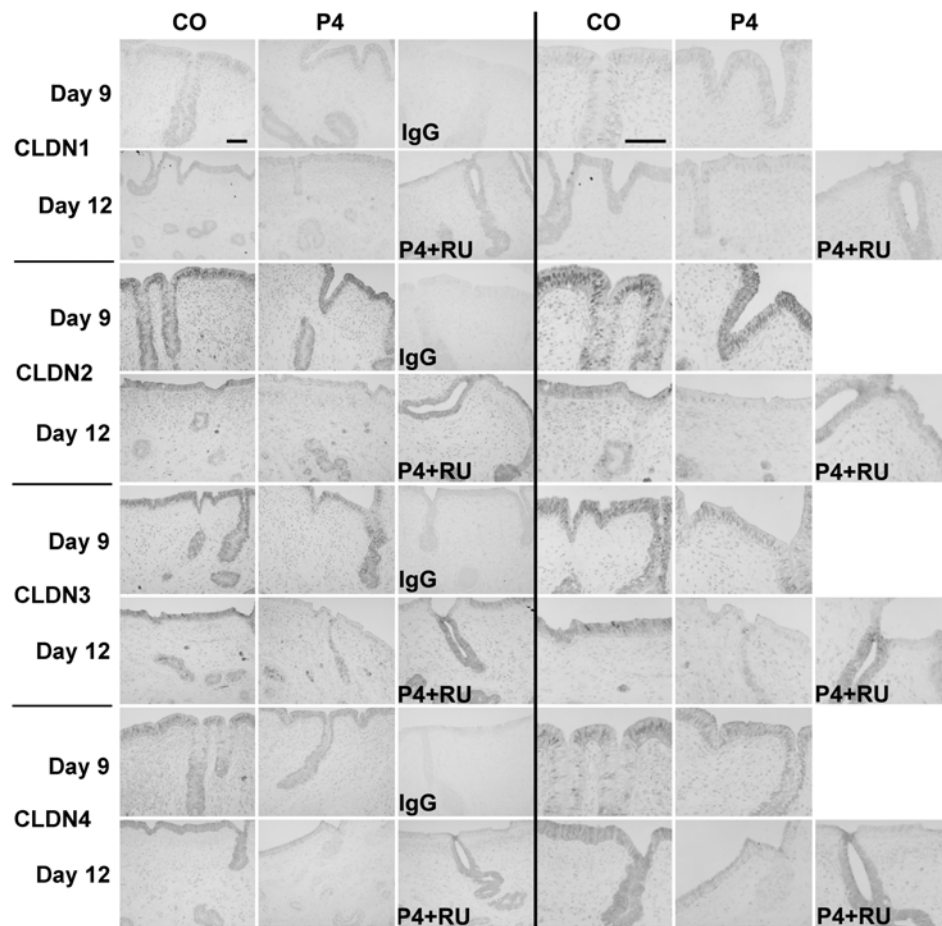 CO P4 CO P4
Day 9
IgG
CLDN1
Day 12
P4+RU P4+RU
Day 9
IgG
CLDN2
Day 12
P4+RU P4+RU
Day 9
IgG
CLDN3
Day 12
P4+RU P4+RU
Day 9
IgG
CLDN4
Day 12
P4+RU P4+RU